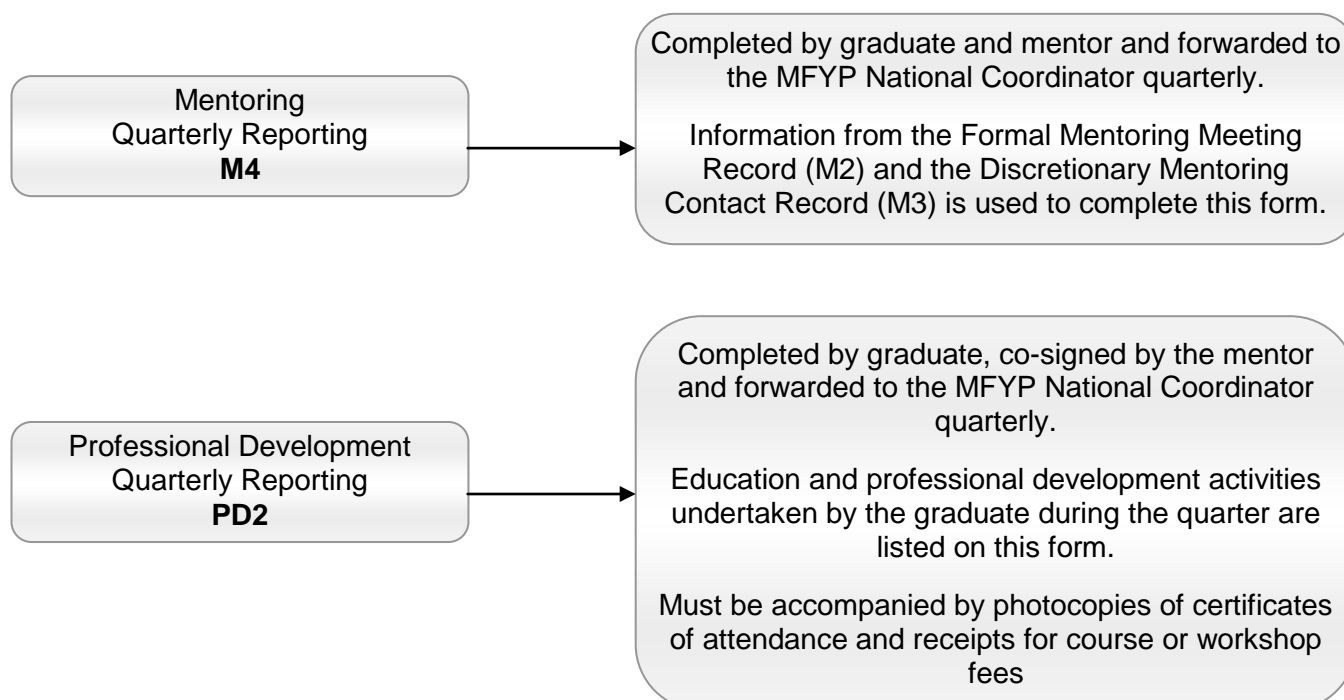 Mentoring
Quarterly Reporting
M4
Completed by graduate and mentor and forwarded to
the MFYP National Coordinator quarterly.
Information from the Formal Mentoring Meeting
Record (M2) and the Discretionary Mentoring
Contact Record (M3) is used to complete this form.
Professional Development
Quarterly Reporting
PD2
Completed by graduate, co-signed by the mentor
and forwarded to the MFYP National Coordinator
quarterly.
Education and professional development activities
undertaken by the graduate during the quarter are
listed on this form.
Must be accompanied by photocopies of certificates
of attendance and receipts for course or workshop
fees